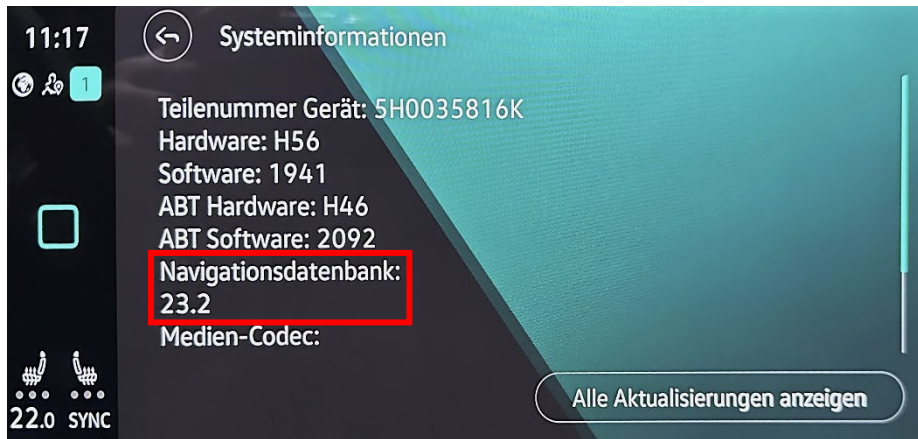 11:17
Systeminformationen
1
Teilenummer Gerät: 5H0035816K
Hardware: H56
Software: 1941
ABT Hardware: H46
ABT Software: 2092
Navigationsdatenbank:
23.2
Medien-Codec:
Alle Aktualisierungen anzeigen
22.0 SYNC